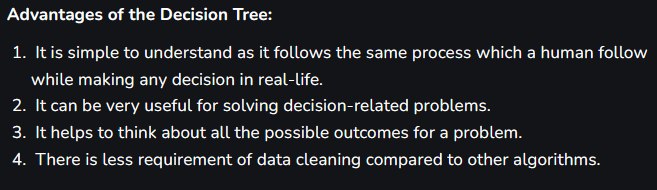 Advantages of the Decision Tree:
1. It is simple to understand as it follows the same process which a human follow
while making any decision in real-life.
2. It can be very useful for solving decision-related problems.
3. It helps to think about all the possible outcomes for a problem.
4. There is less requirement of data cleaning compared to other algorithms.